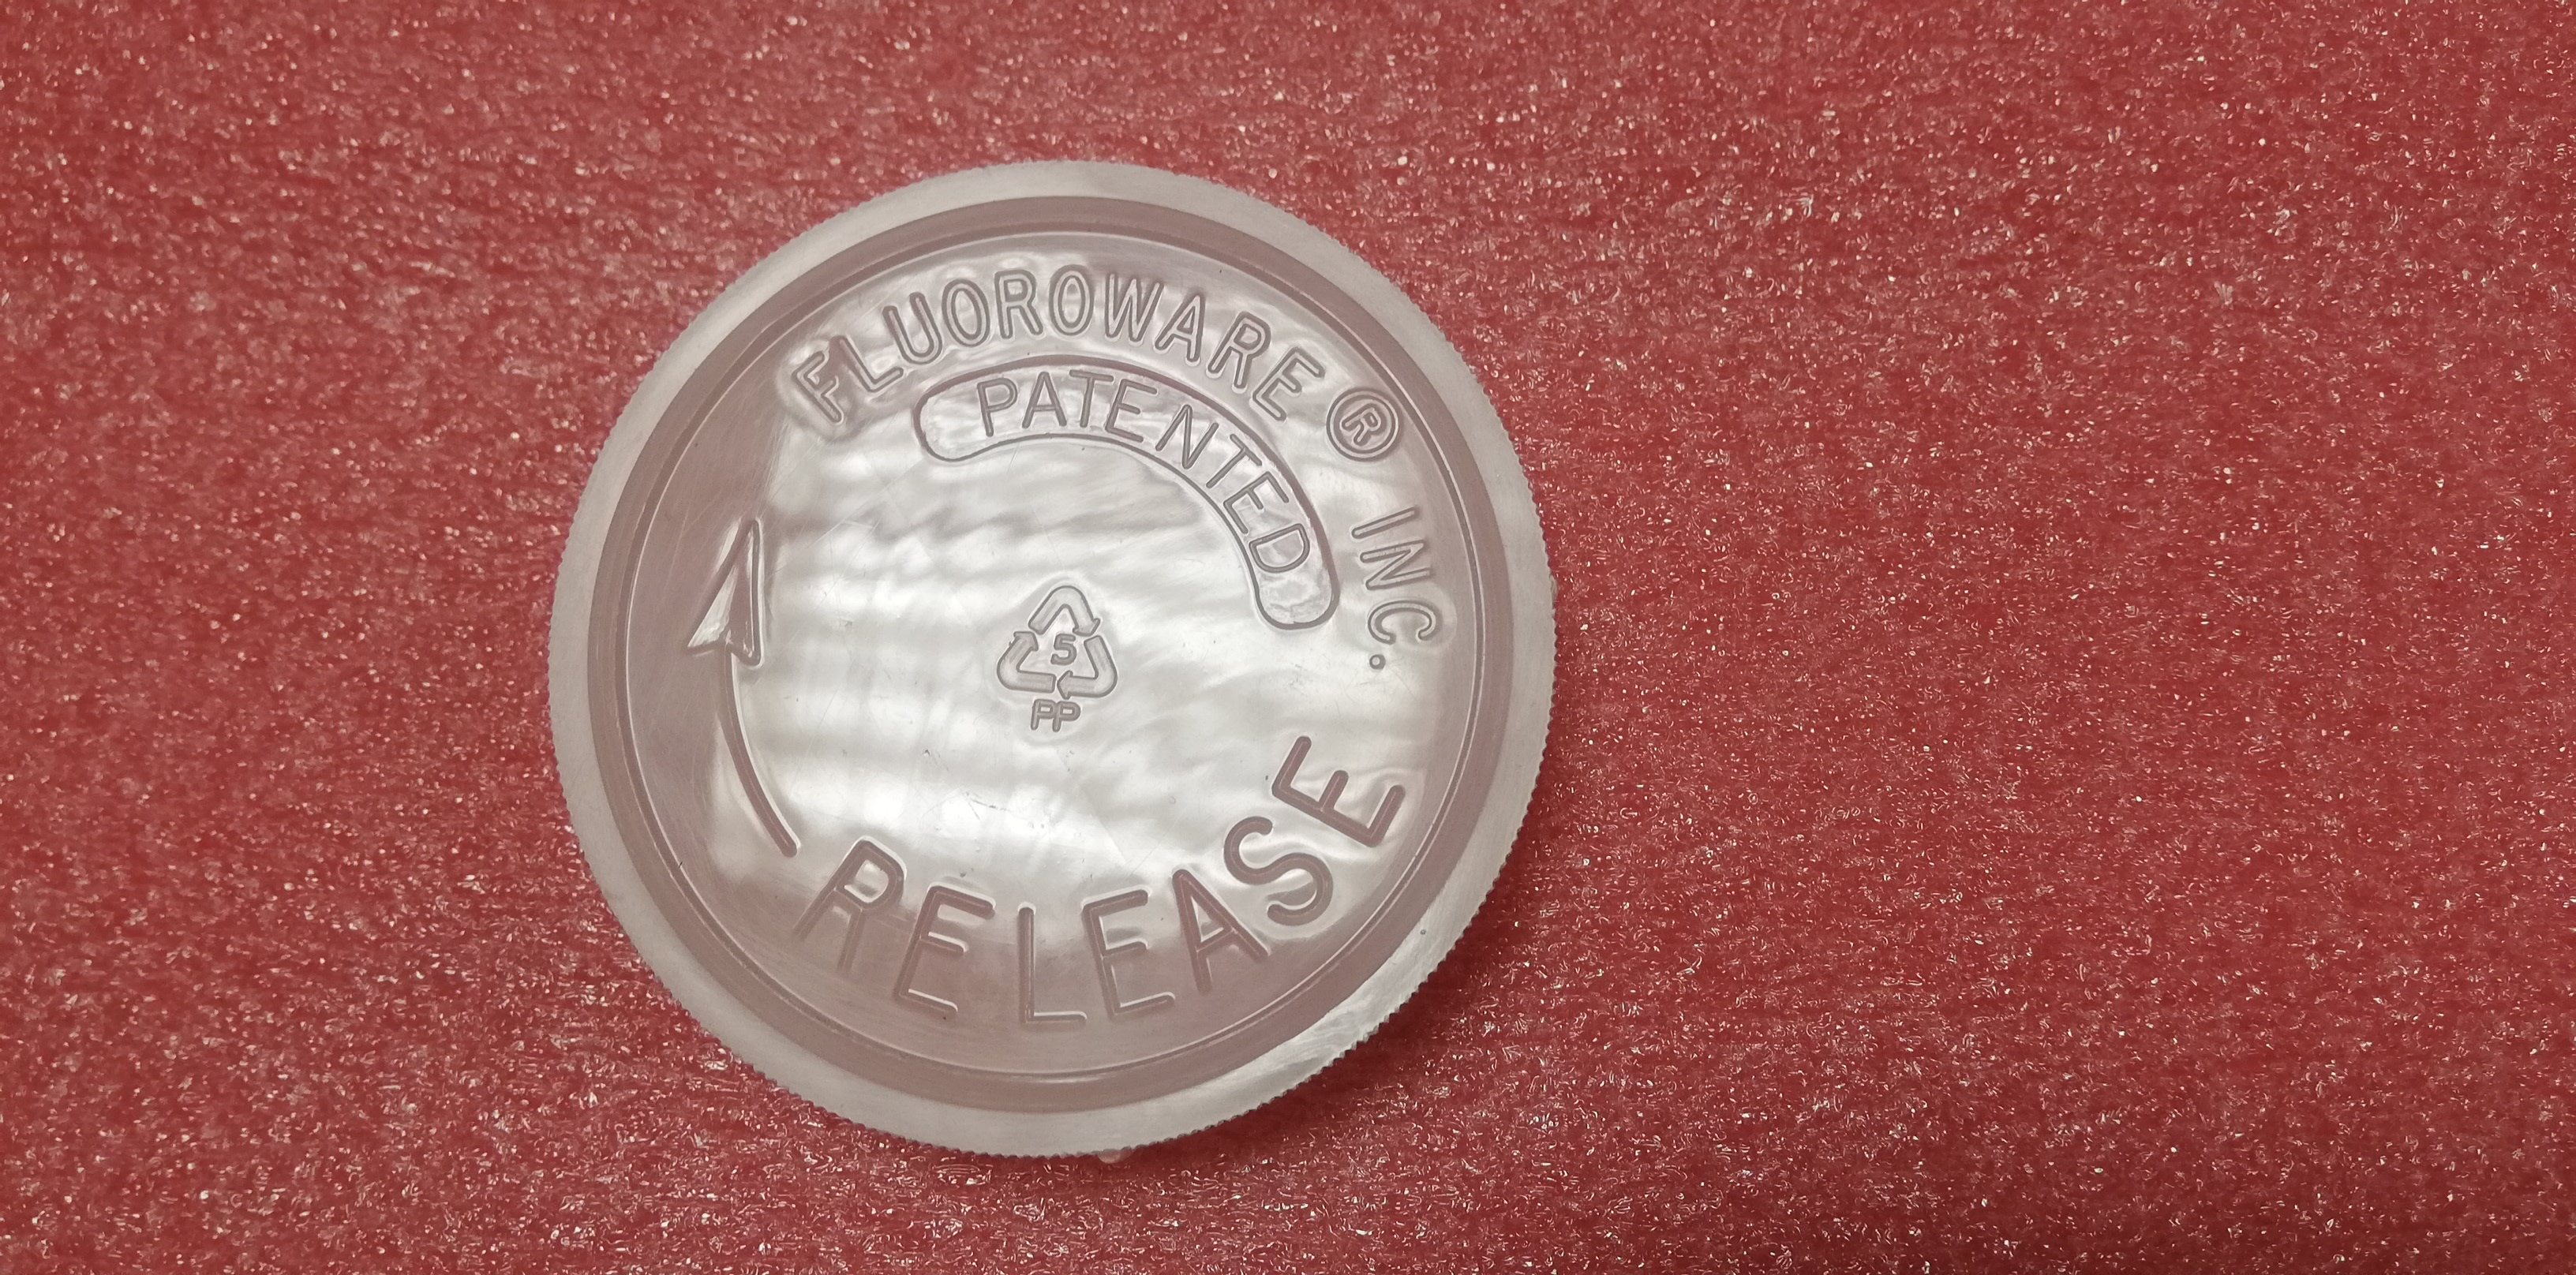 FLUOROWARE ® INC.
PATENTED
5
PP
RELEASE